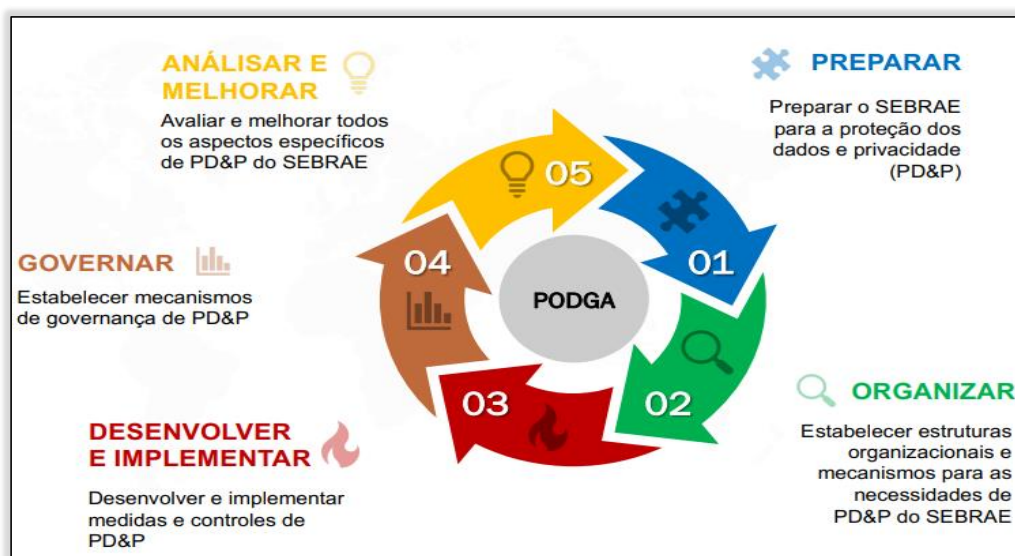 PREPARAR
Preparar o SEBRAE
para a proteção dos
dados e privacidade
(PD&P)
ORGANIZAR
Estabelecer estruturas
organizacionais e
mecanismos para as
necessidades de
PD&P do SEBRAE
DESENVOLVER
E IMPLEMENTAR
Desenvolver e implementar
medidas e controles de
PD&P
GOVERNAR
Estabelecer mecanismos
de governança de PD&P
ANÁLISAR E
MELHORAR
Avaliar e melhorar todos
os aspectos específicos
de PD&P do SEBRAE
01
02
03
04
05
PODGA